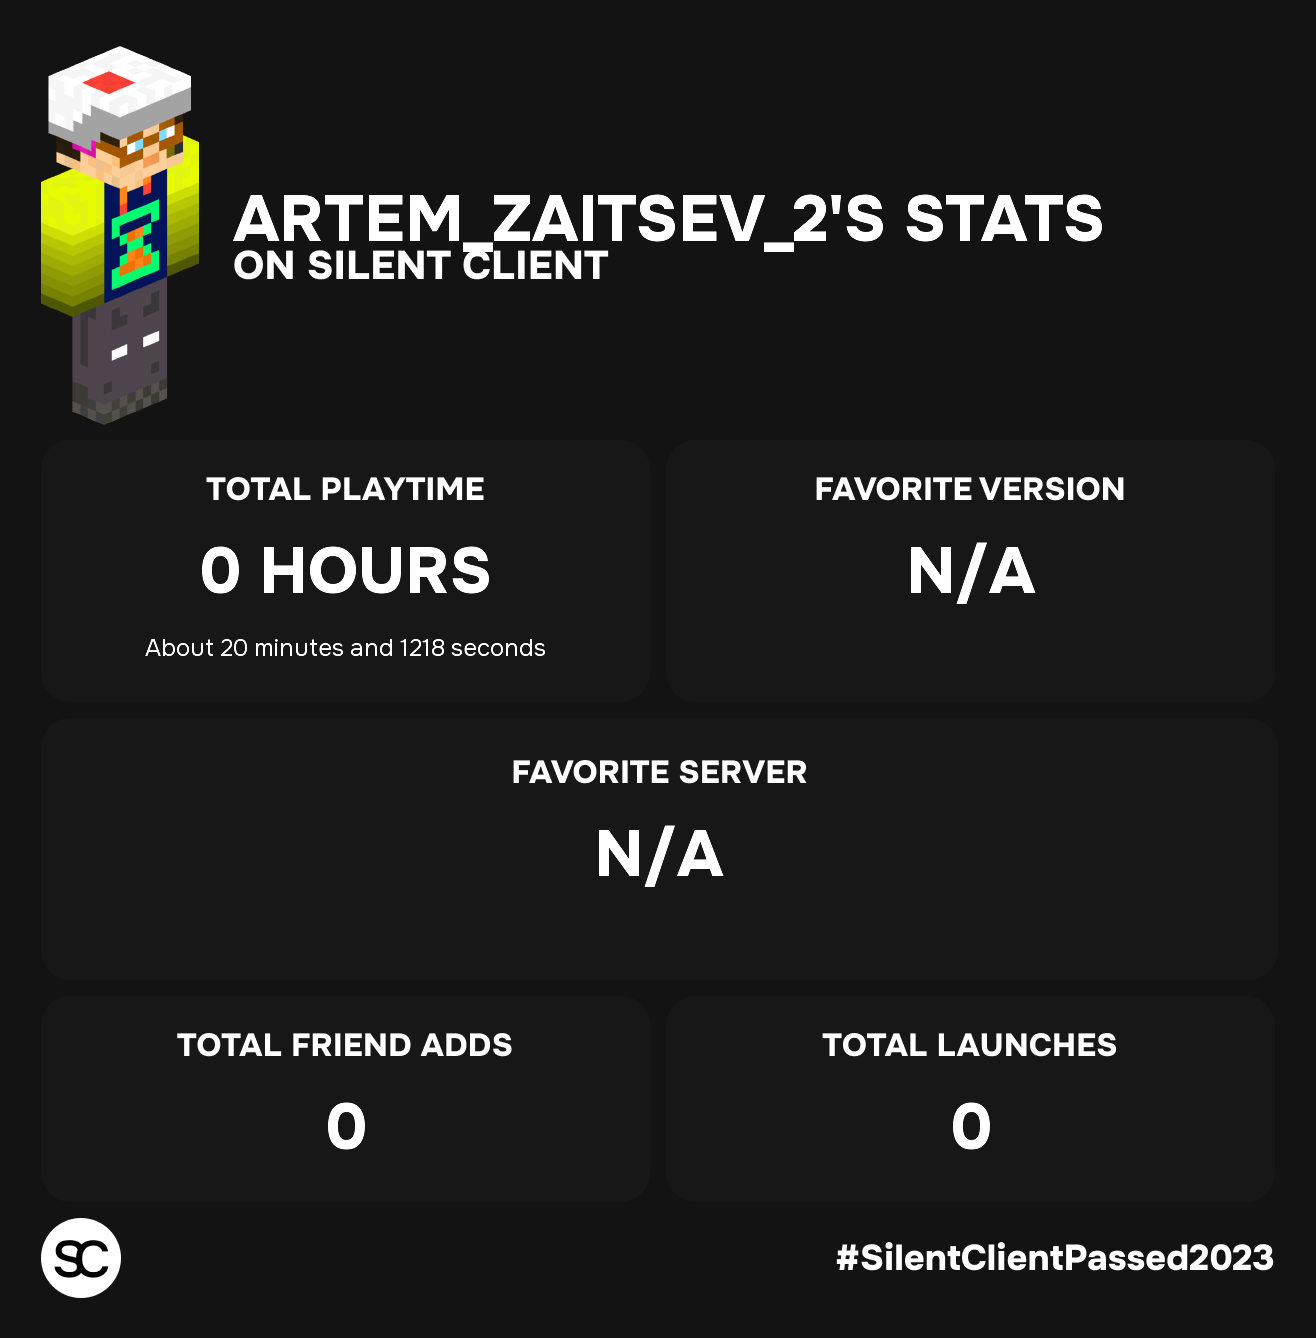 ARTEM_ZAITSEV_2'S STATS
ON SILENT CLIENT
TOTAL PLAYTIME
0 HOURS
About 20 minutes and 1218 seconds
FAVORITE VERSION
N/A
FAVORITE SERVER
N/A
TOTAL FRIEND ADDS
0
TOTAL LAUNCHES
0
SC
#SilentClientPassed2023